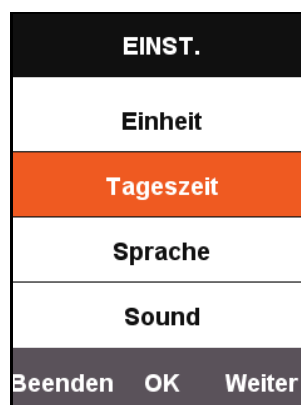 EINST.
Einheit
Tageszeit
Sprache
Sound
Beenden OK Weiter